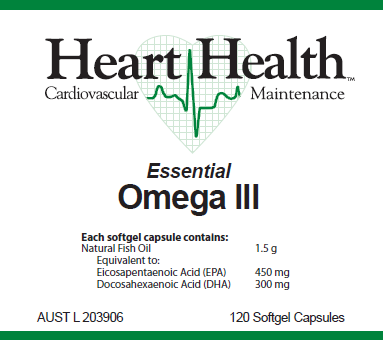 Heart Health™
Cardiovascular Maintenance
Essential
Omega III
Each softgel capsule contains:
Natural Fish Oil 1.5 g
Equivalent to:
Eicosapentaenoic Acid (EPA) 450 mg
Docosahexaenoic Acid (DHA) 300 mg
AUST L 203906 120 Softgel Capsules